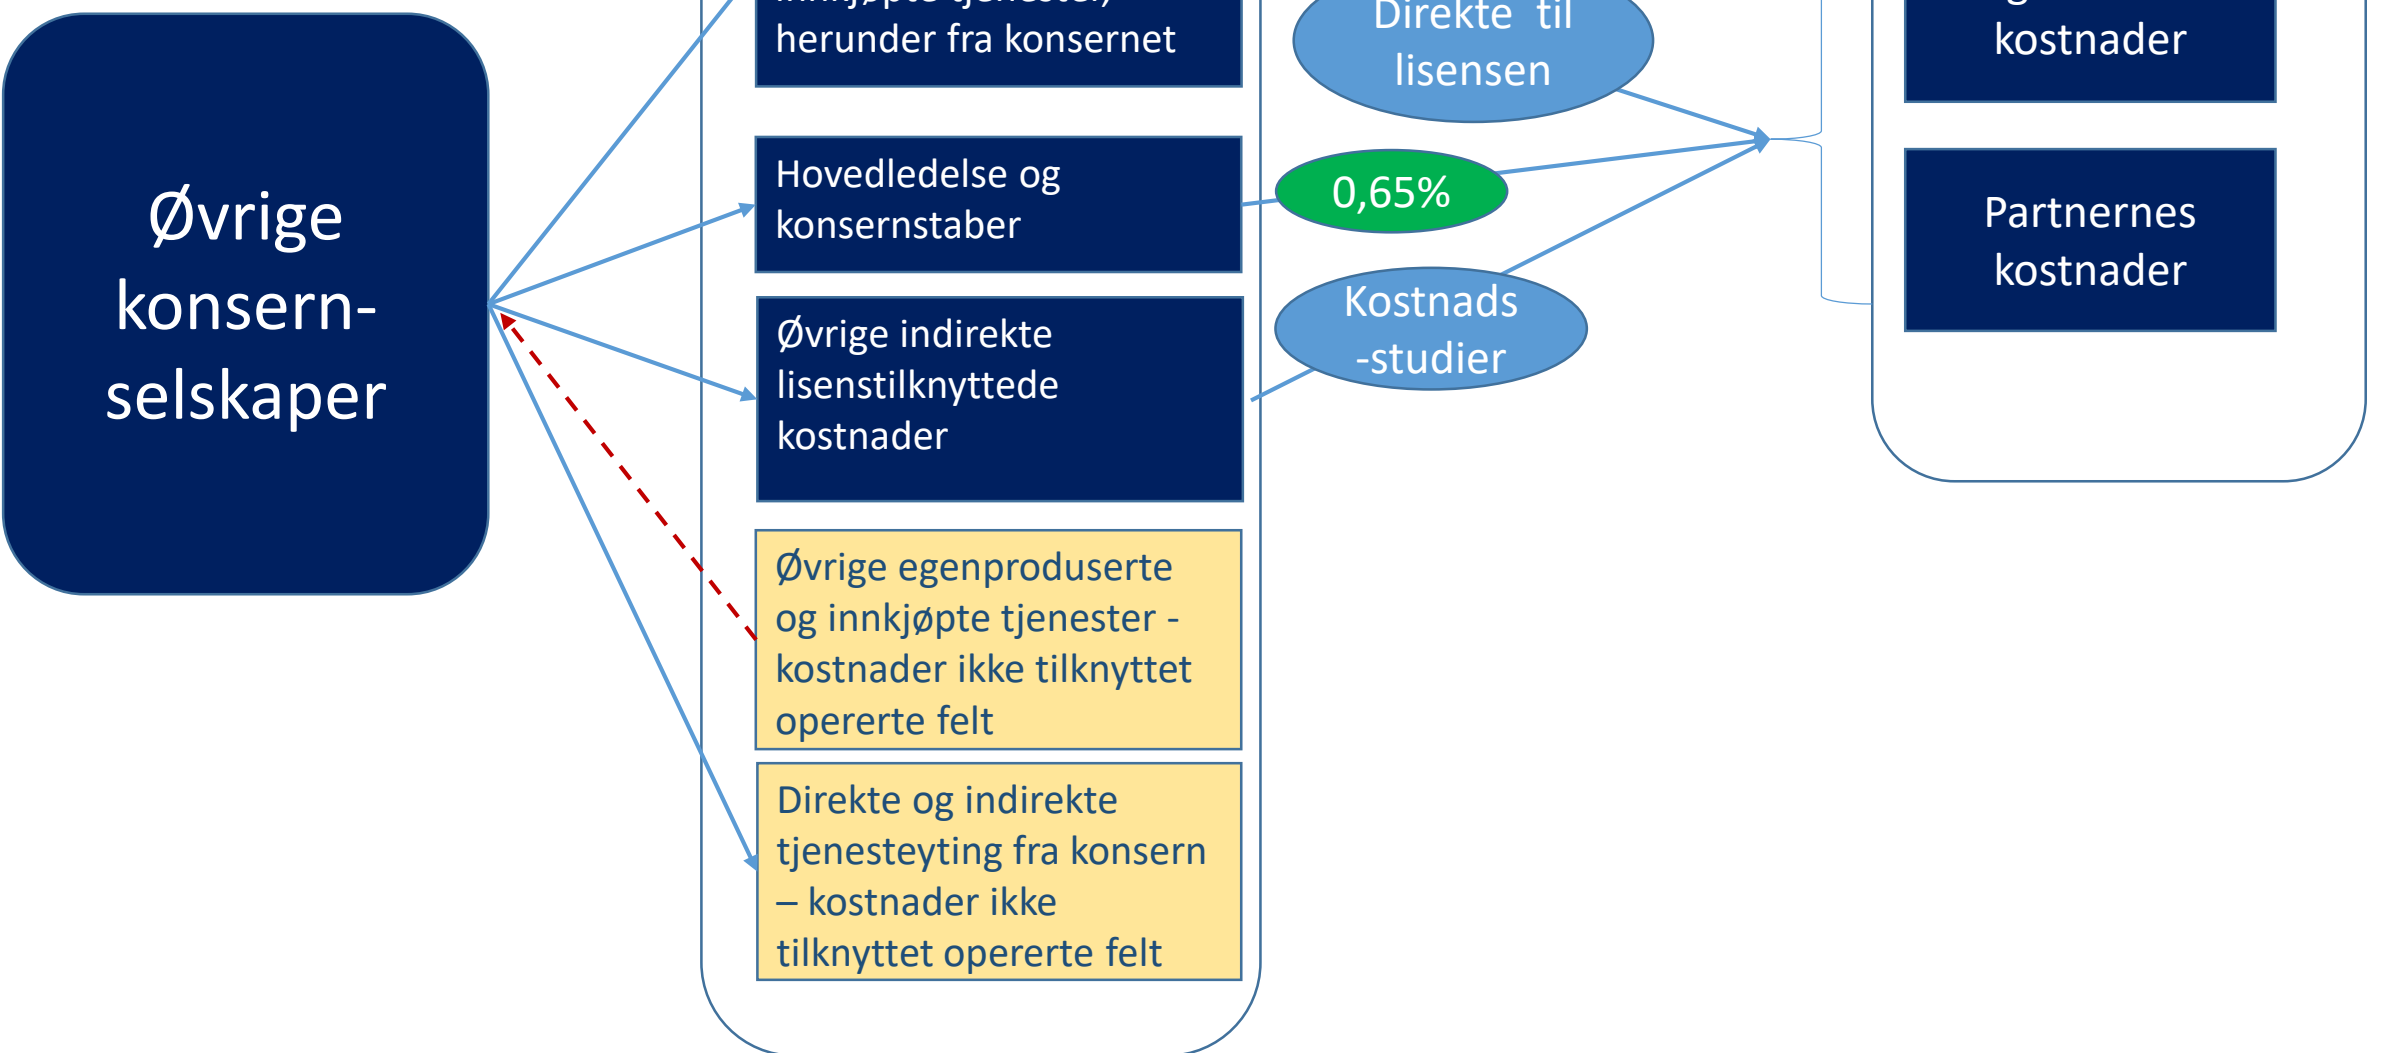 Øvrige
konsern-
selskaper
innkjøpte tjenester,
herunder fra konsernet
Hovedledelse og
konsernstaber
Øvrige indirekte
lisenstilknyttede
kostnader
Øvrige egenproduserte
og innkjøpte tjenester -
kostnader ikke tilknyttet
opererte felt
Direkte og indirekte
tjenesteyting fra konsern
– kostnader ikke
tilknyttet opererte felt
Direkte til
lisensen
0,65%
Kostnads
-studier
kostnader
Partnernes
kostnader